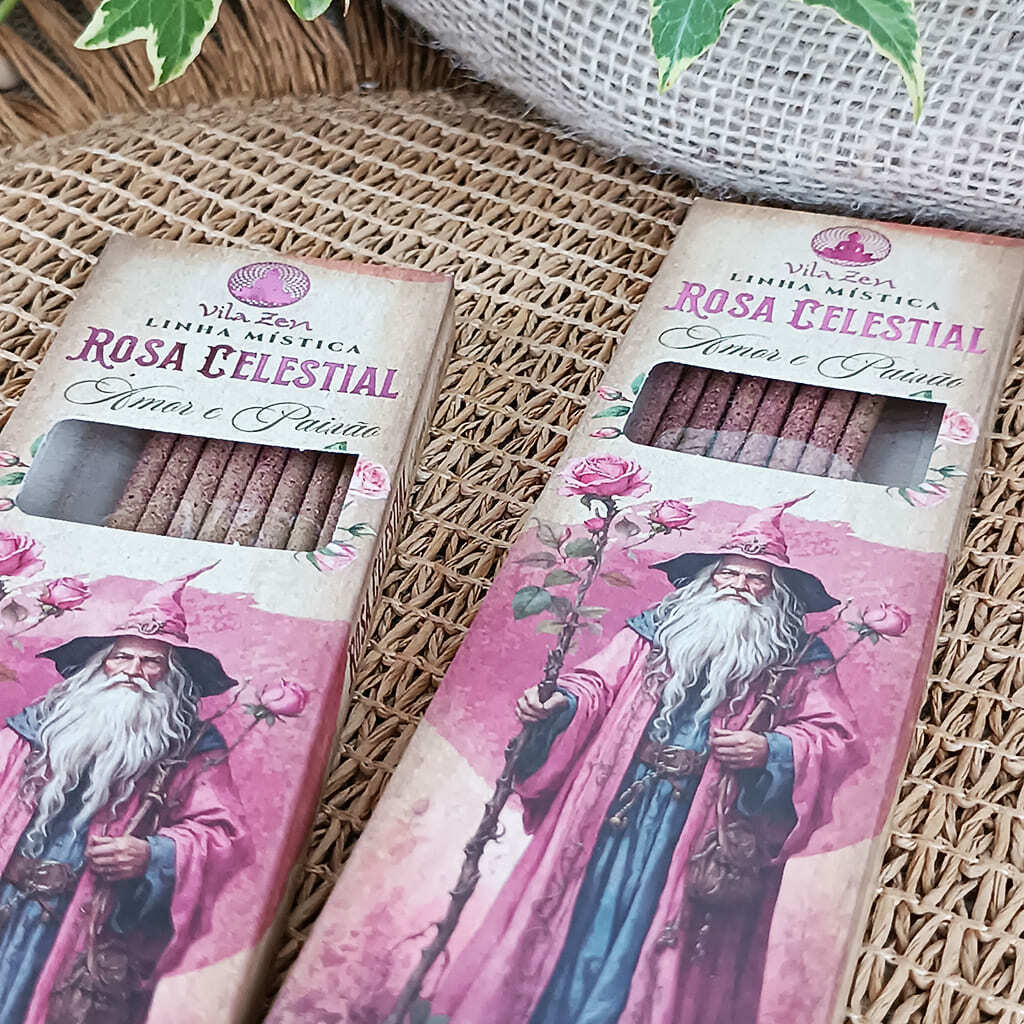 Vila Zen
LINHA MÍSTICA
ROSA CELESTIAL
Amor e Paixão
Vila Zen
LINHA MÍSTICA
ROSA CELESTIAL
Amor e Paixão